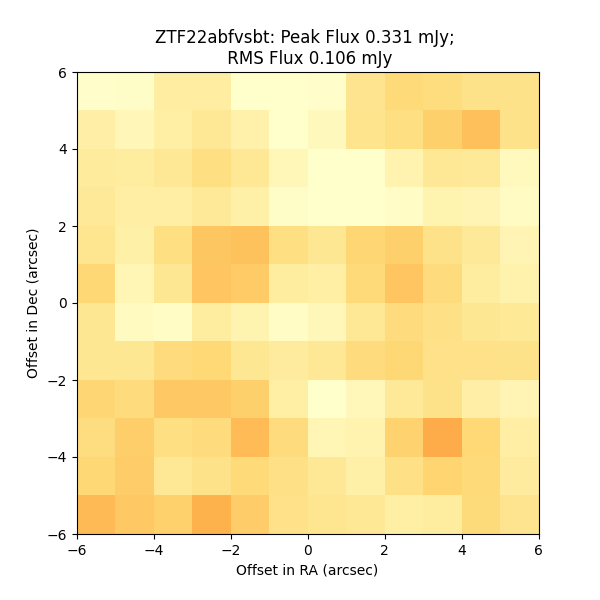 ZTF22abfvsbt: Peak Flux 0.331 mJy;
RMS Flux 0.106 mJy
6
4
2
0
−2
−4
−6
Offset in Dec (arcsec)
−6 −4 −2 0 2 4 6
Offset in RA (arcsec)